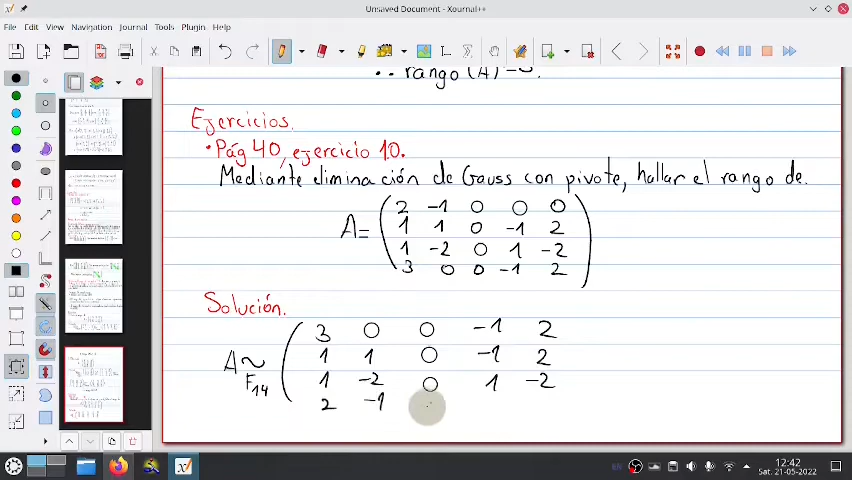 Unsaved Document - Xournal++
File Edit View Navigation Journal Tools Plugin Help
∴ rango (A) = 3.
Ejercicios.
•Pág 40, ejercicio 10.
Mediante eliminación de Gauss con pivote, hallar el rango de.
A =
2 -1 0 0 0
1 1 0 -1 2
1 -2 0 1 -2
3 0 0 -1 2
Solución.
A ~ F14
3 0 0 -1 2
1 1 0 -1 2
1 -2 0 1 -2
2 -1
EN
12:42
Sat. 21-05-2022